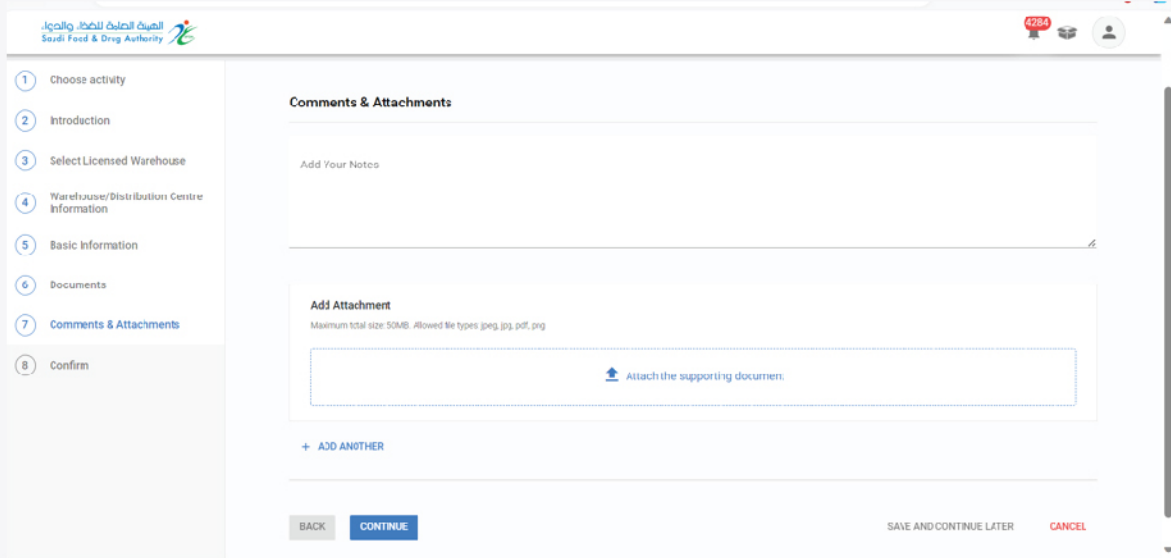 الهيئة العامة للغذاء والدواء
Saudi Food & Drug Authority
4284
1 Choose activity
2 Introduction
3 Select Licensed Warehouse
4 Warehouse/Distribution Centre
Information
5 Basic Information
6 Documents
7 Comments & Attachments
8 Confirm
Comments & Attachments
Add Your Notes
Add Attachment
Maximum total size: 50MB. Allowed file types jpeg, jpg, pdf, png
Attach the supporting document
+ ADD ANOTHER
BACK
CONTINUE
SAVE AND CONTINUE LATER
CANCEL